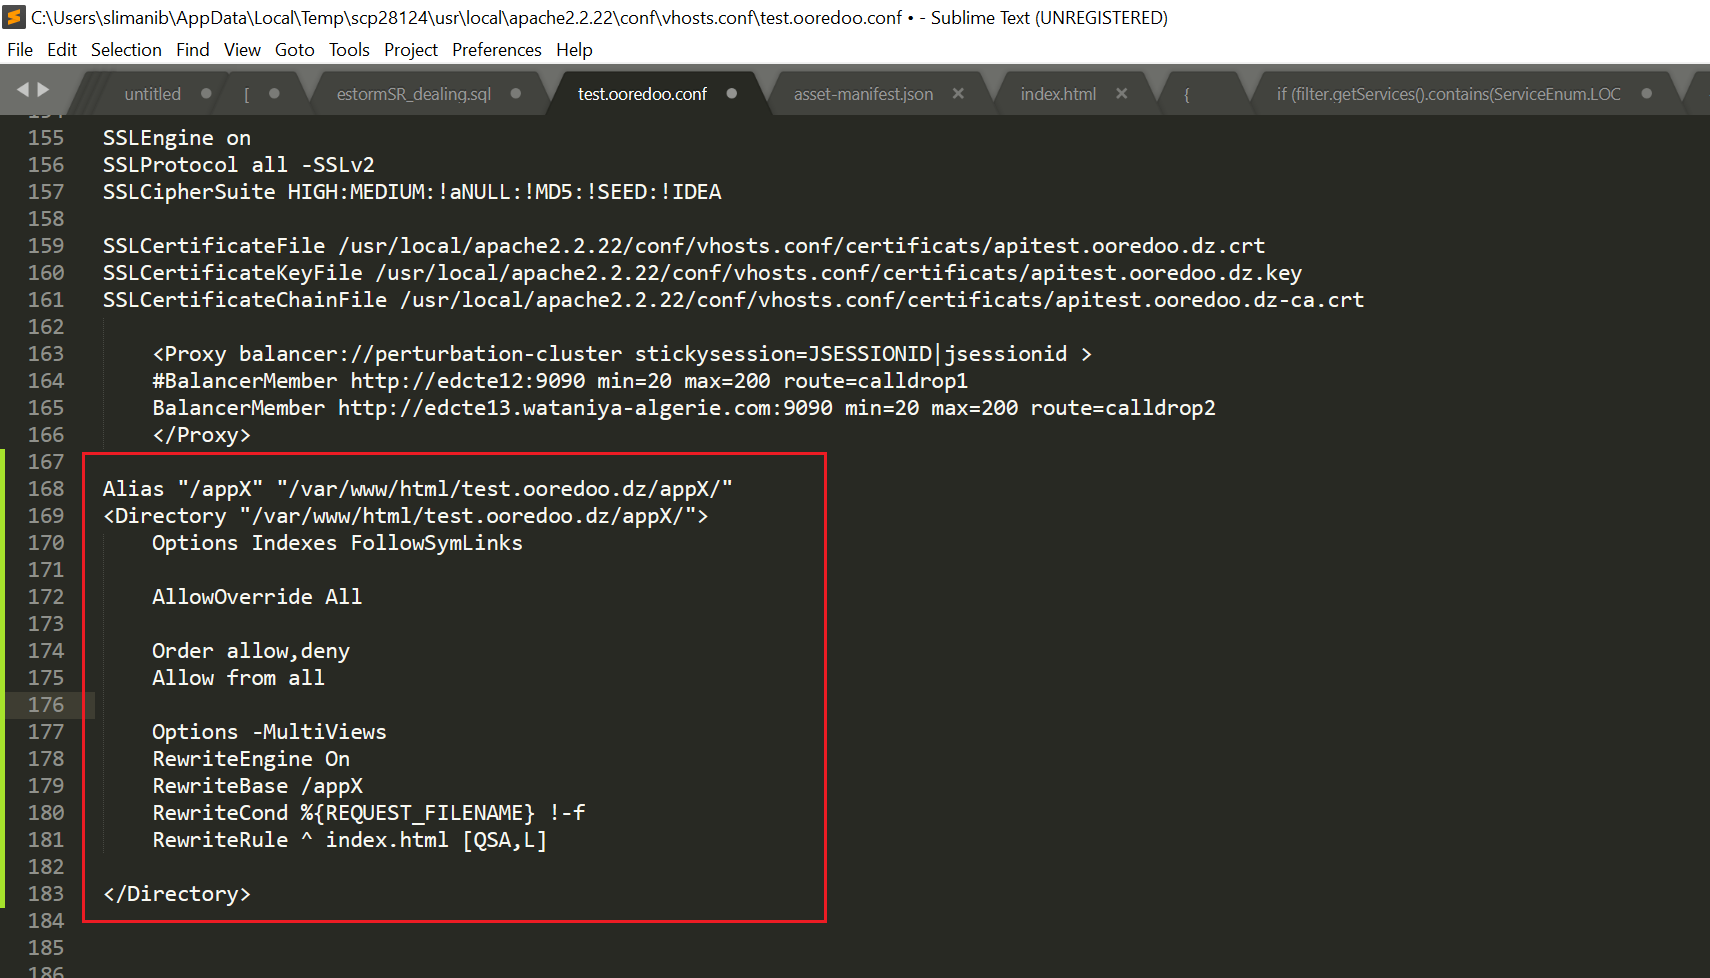 C:\Users\slimanib\AppData\Local\Temp\scp28124\usr\local\apache2.2.22\conf\vhosts.conf\test.ooredoo.conf • - Sublime Text (UNREGISTERED)
File Edit Selection Find View Goto Tools Project Preferences Help
untitled [ estormSR_dealing.sql test.ooredoo.conf asset-manifest.json index.html { if (filter.getServices().contains(ServiceEnum.LOC
154
155 SSLEngine on
156 SSLProtocol all -SSLv2
157 SSLCipherSuite HIGH:MEDIUM:!aNULL:!MD5:!SEED:!IDEA
158
159 SSLCertificateFile /usr/local/apache2.2.22/conf/vhosts.conf/certificats/apitest.ooredoo.dz.crt
160 SSLCertificateKeyFile /usr/local/apache2.2.22/conf/vhosts.conf/certificats/apitest.ooredoo.dz.key
161 SSLCertificateChainFile /usr/local/apache2.2.22/conf/vhosts.conf/certificats/apitest.ooredoo.dz-ca.crt
162
163 <Proxy balancer://perturbation-cluster stickysession=JSESSIONID|jsessionid >
164 #BalancerMember http://edcte12:9090 min=20 max=200 route=calldrop1
165 BalancerMember http://edcte13.wataniya-algerie.com:9090 min=20 max=200 route=calldrop2
166 </Proxy>
167
168 Alias "/appX" "/var/www/html/test.ooredoo.dz/appX/"
169 <Directory "/var/www/html/test.ooredoo.dz/appX/">
170 Options Indexes FollowSymLinks
171
172 AllowOverride All
173
174 Order allow,deny
175 Allow from all
176
177 Options -MultiViews
178 RewriteEngine On
179 RewriteBase /appX
180 RewriteCond %{REQUEST_FILENAME} !-f
181 RewriteRule ^ index.html [QSA,L]
182
183 </Directory>
184
185
186